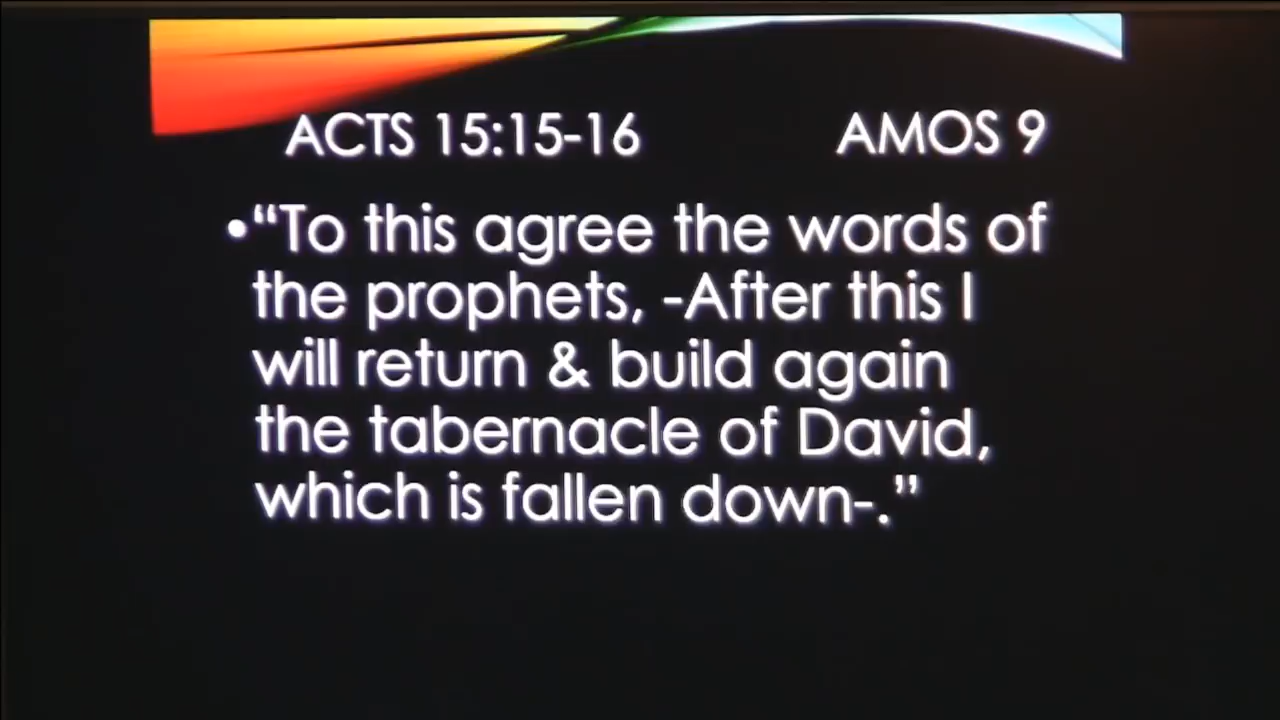 ACTS 15:15-16 AMOS 9
•“To this agree the words of
the prophets, -After this I
will return & build again
the tabernacle of David,
which is fallen down-.”